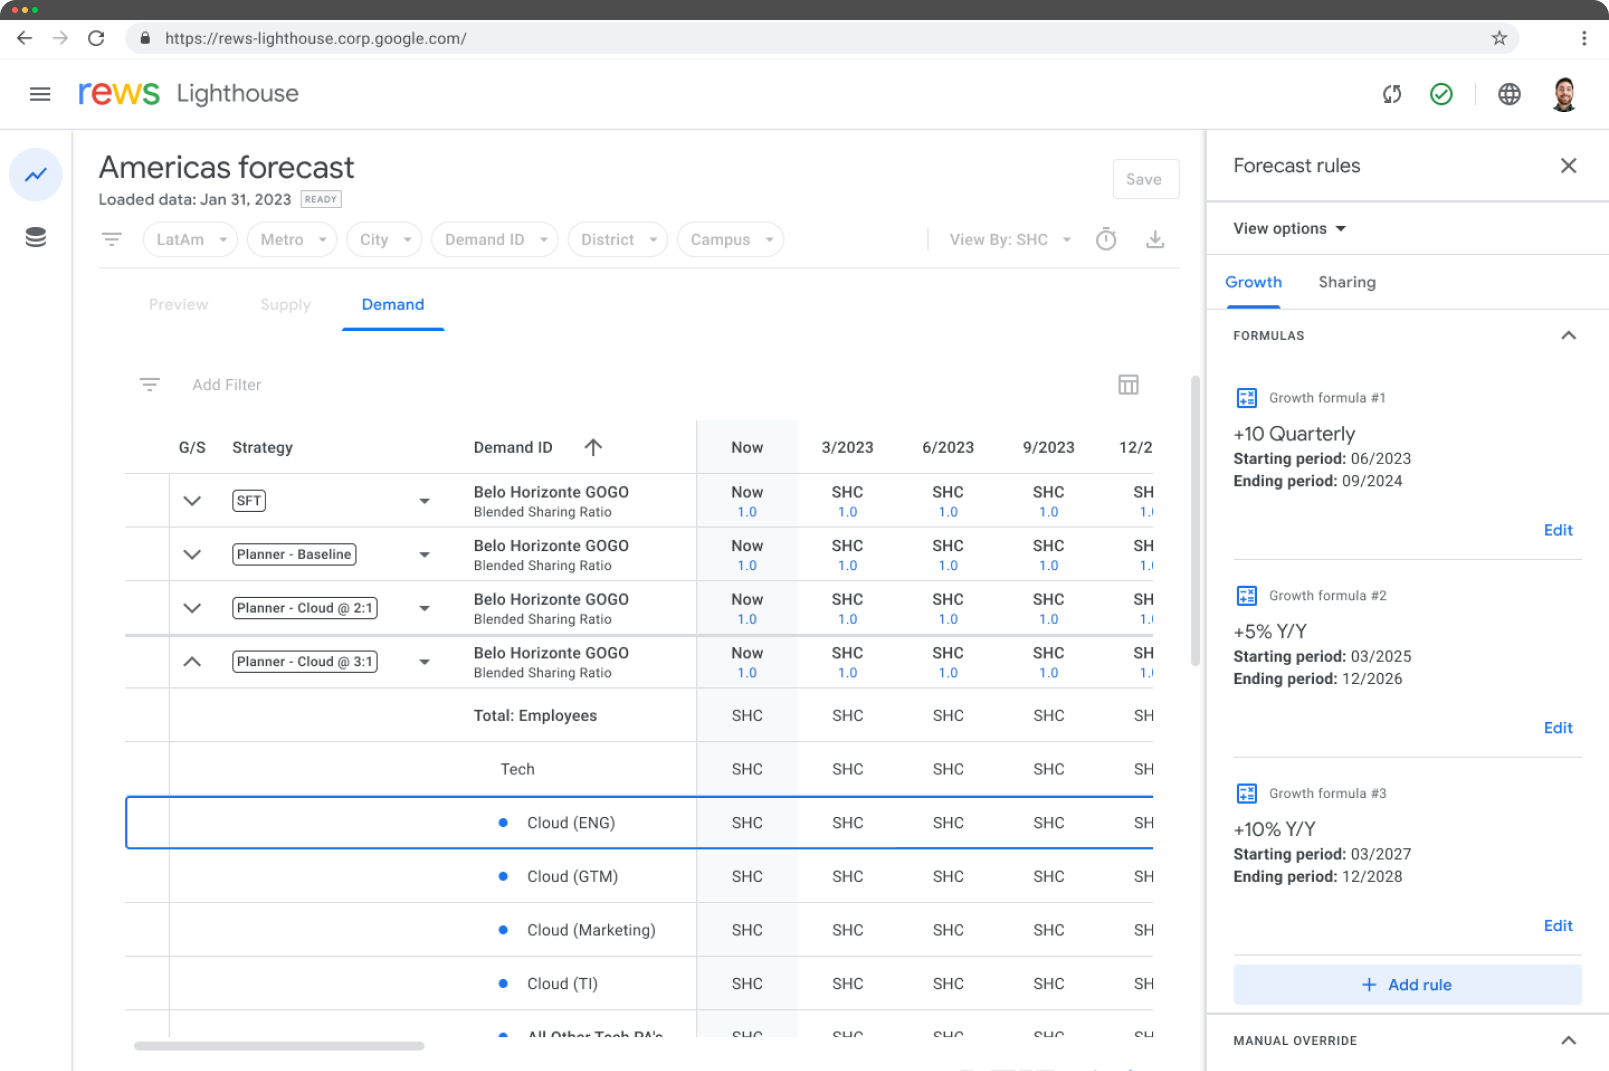 https://rews-lighthouse.corp.google.com/
rews Lighthouse
Americas forecast
Loaded data: Jan 31, 2023 READY
Save
LatAm Metro City Demand ID District Campus View By: SHC
Preview Supply Demand
Add Filter
G/S Strategy Demand ID Now 3/2023 6/2023 9/2023 12/2
SFT Belo Horizonte GOGO Now SHC SHC SHC SH
Blended Sharing Ratio 1.0 1.0 1.0 1.0 1.0
Planner - Baseline Belo Horizonte GOGO Now SHC SHC SHC SH
Blended Sharing Ratio 1.0 1.0 1.0 1.0 1.0
Planner - Cloud @ 2:1 Belo Horizonte GOGO Now SHC SHC SHC SH
Blended Sharing Ratio 1.0 1.0 1.0 1.0 1.0
Planner - Cloud @ 3:1 Belo Horizonte GOGO Now SHC SHC SHC SH
Blended Sharing Ratio 1.0 1.0 1.0 1.0 1.0
Total: Employees SHC SHC SHC SHC SH
Tech SHC SHC SHC SHC SH
Cloud (ENG) SHC SHC SHC SHC SH
Cloud (GTM) SHC SHC SHC SHC SH
Cloud (Marketing) SHC SHC SHC SHC SH
Cloud (TI) SHC SHC SHC SHC SH
All Other Tech PA's SHC SHC SHC SHC SH
Forecast rules
View options
Growth Sharing
FORMULAS
Growth formula #1
+10 Quarterly
Starting period: 06/2023
Ending period: 09/2024
Edit
Growth formula #2
+5% Y/Y
Starting period: 03/2025
Ending period: 12/2026
Edit
Growth formula #3
+10% Y/Y
Starting period: 03/2027
Ending period: 12/2028
Edit
+ Add rule
MANUAL OVERRIDE